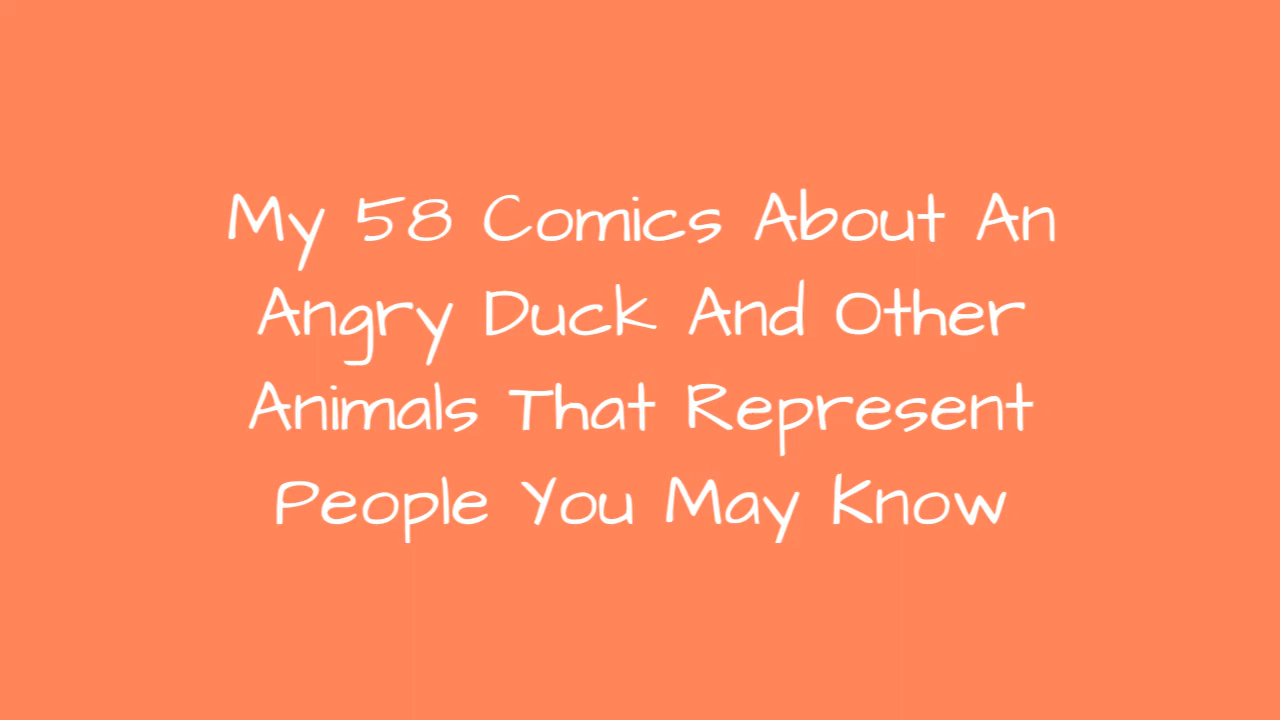 My 58 Comics About An
Angry Duck And Other
Animals That Represent
People You May Know